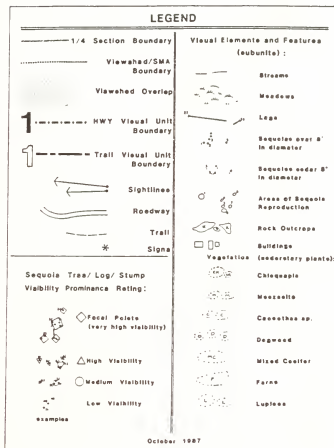 LEGEND
1/4 Section Boundary
Viewshed/SMA
Boundary
Viewshed Overlap
1 HWY Visual Unit
Boundary
1 Trail Visual Unit
Boundary
Sightlines
Roadway
Trail
* Signs
Sequoia Tree/ Log/ Stump
Visibility Prominance Rating:
Focal Points
(very high visibility)
High Visibility
Medium Visibility
Low Visibility
examples
Visual Elements and Features
(subunits) :
Streams
Meadows
Logs
Sequoias over 8'
in diameter
Sequoias under 8'
in diameter
Areas of Sequoia
Reproduction
Rock Outcrops
Buildings
Vegetation (understory plants):
Chinquapin
Manzanita
Ceanothus sp.
Dogwood
Mixed Conifer
Ferns
Lupines
October 1987